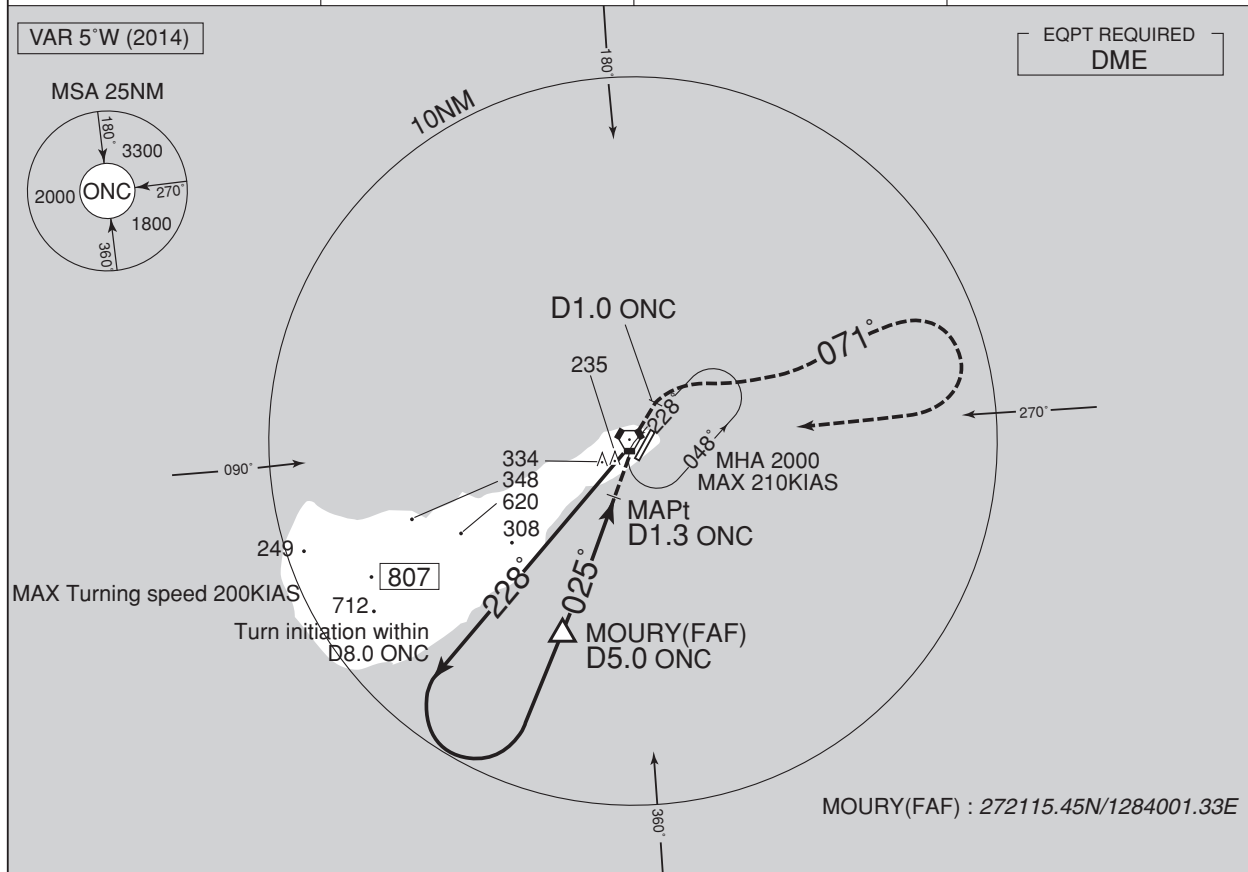 VAR 5°W (2014)
EQPT REQUIRED
DME
MSA 25NM
180°
3300
2000
ONC
270°
1800
360°
180°
10NM
D1.0 ONC
071°
235
228°
270°
048°
MHA 2000
MAX 210KIAS
090°
334
348
620
308
MAPt
D1.3 ONC
249
807
228°
025°
MAX Turning speed 200KIAS
712
Turn initiation within
D8.0 ONC
MOURY(FAF)
D5.0 ONC
360°
MOURY(FAF) : 272115.45N/1284001.33E